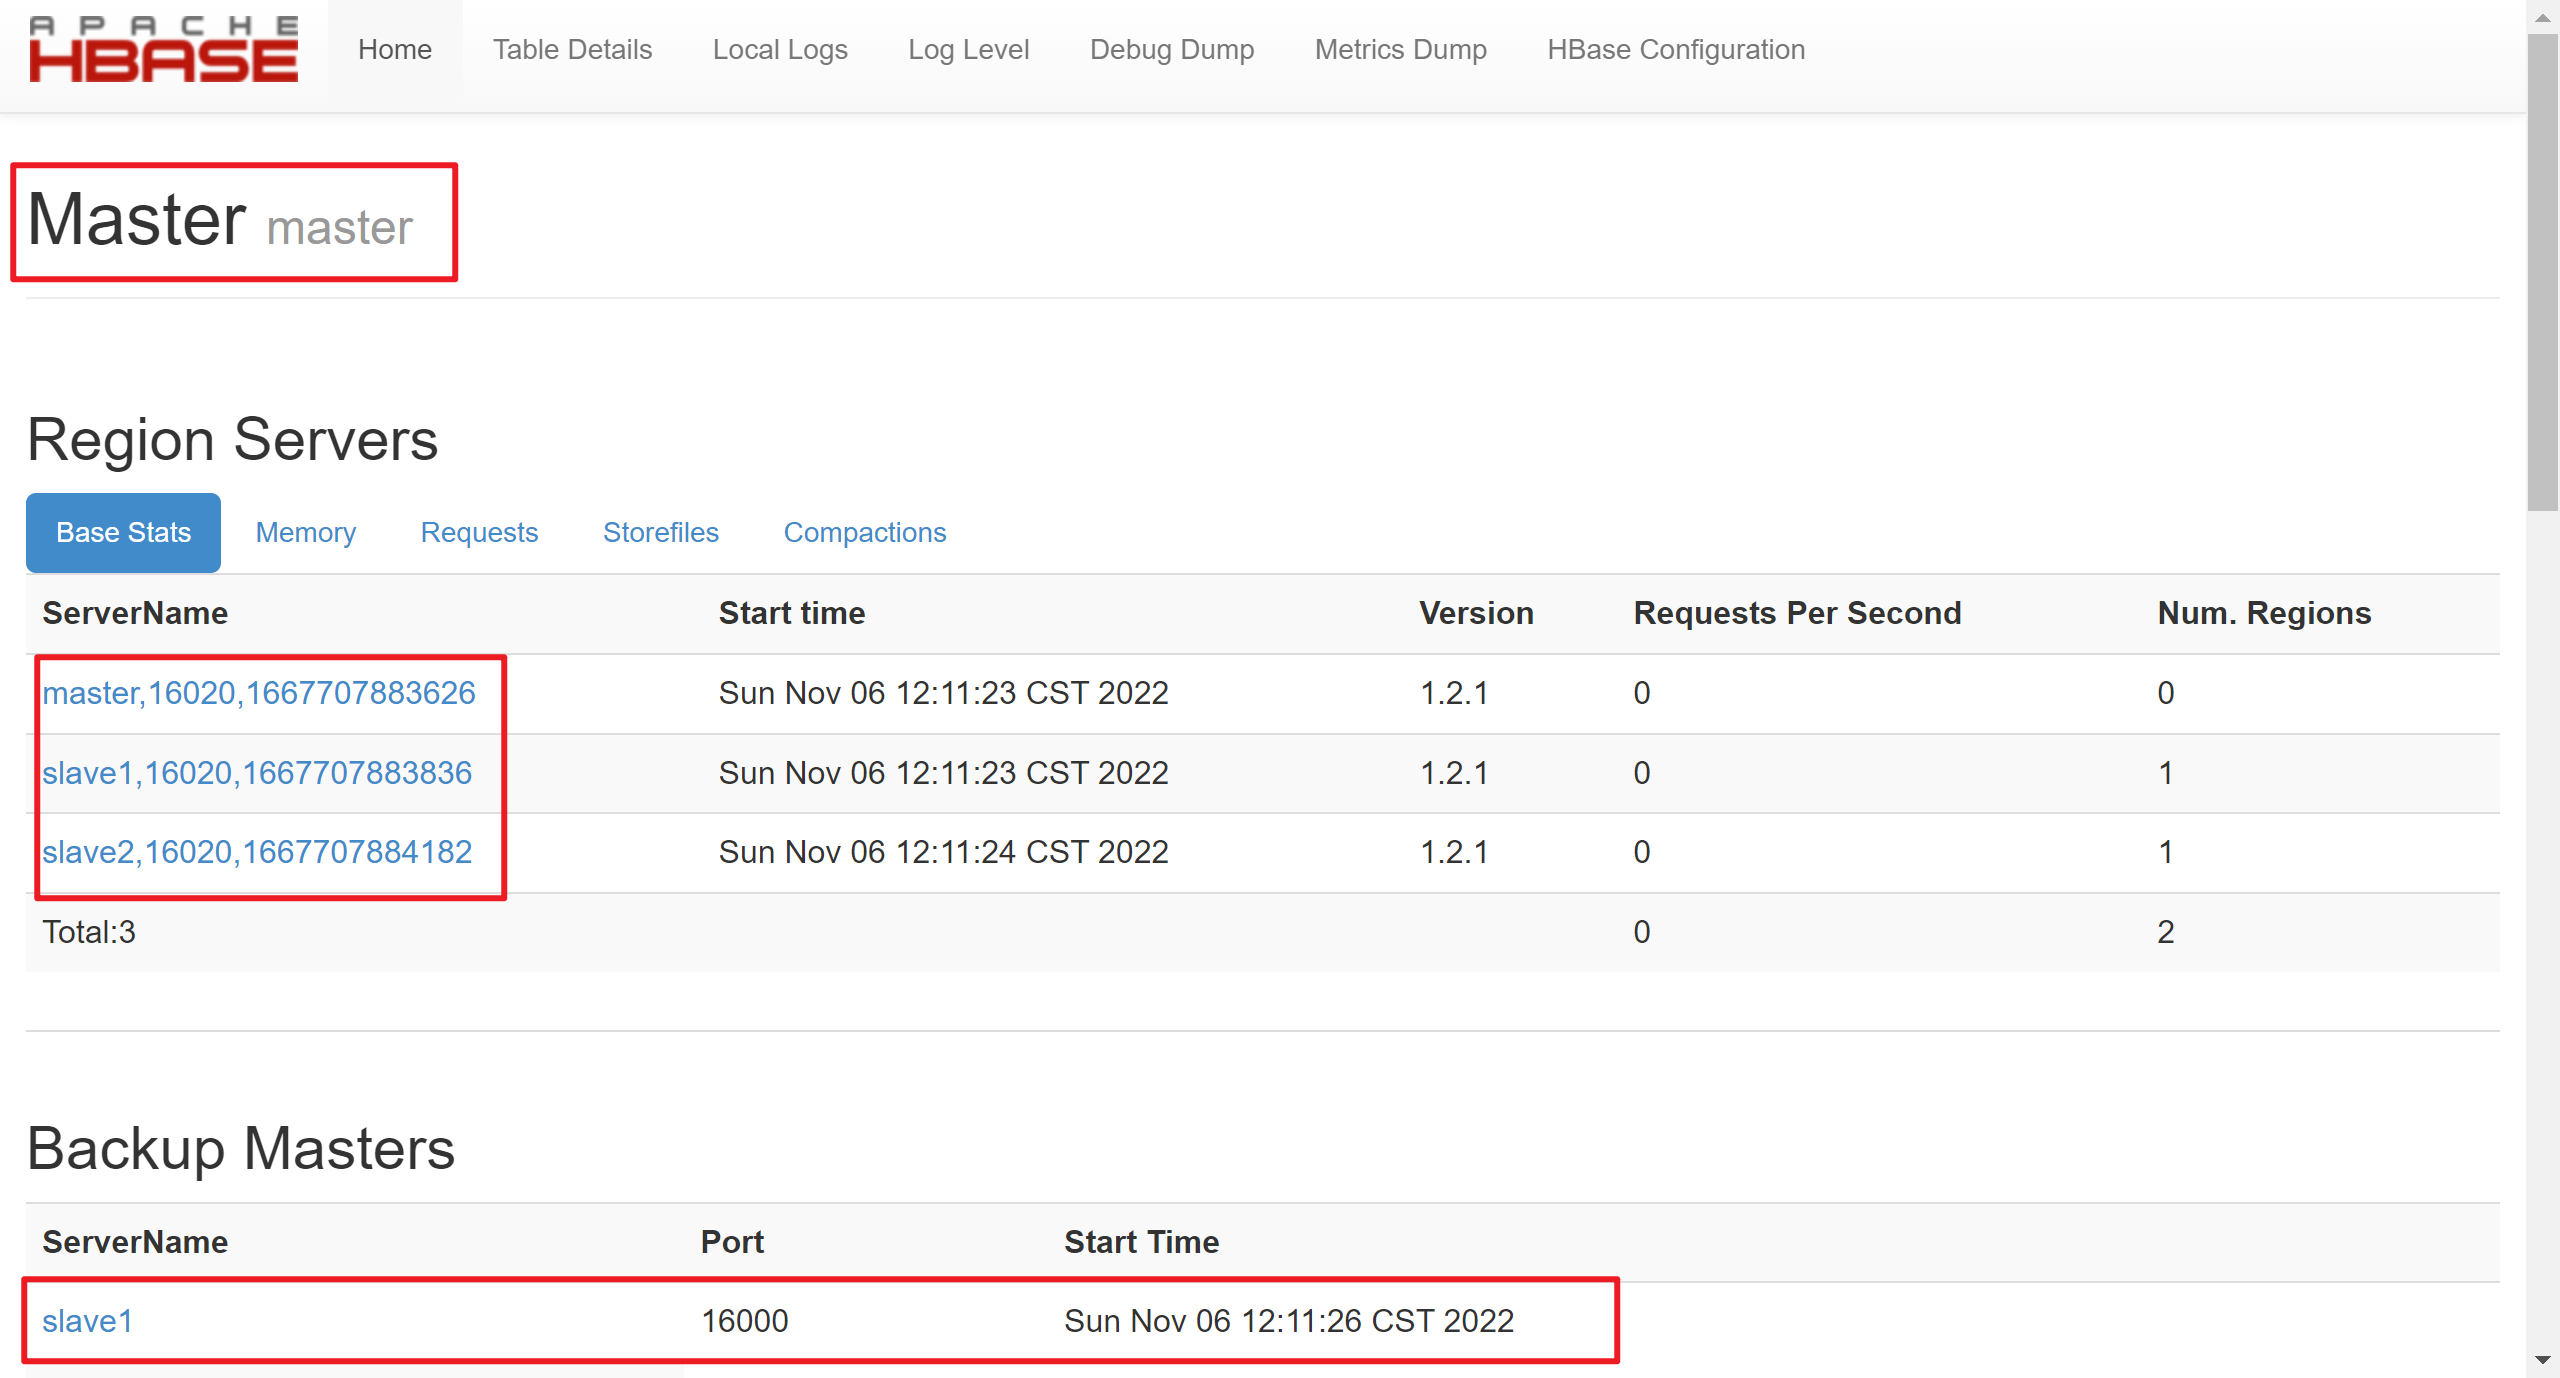 APACHE
HBASE
Home Table Details Local Logs Log Level Debug Dump Metrics Dump HBase Configuration
Master master
Region Servers
Base Stats Memory Requests Storefiles Compactions
ServerName Start time Version Requests Per Second Num. Regions
master,16020,1667707883626 Sun Nov 06 12:11:23 CST 2022 1.2.1 0 0
slave1,16020,1667707883836 Sun Nov 06 12:11:23 CST 2022 1.2.1 0 1
slave2,16020,1667707884182 Sun Nov 06 12:11:24 CST 2022 1.2.1 0 1
Total:3 0 2
Backup Masters
ServerName Port Start Time
slave1 16000 Sun Nov 06 12:11:26 CST 2022